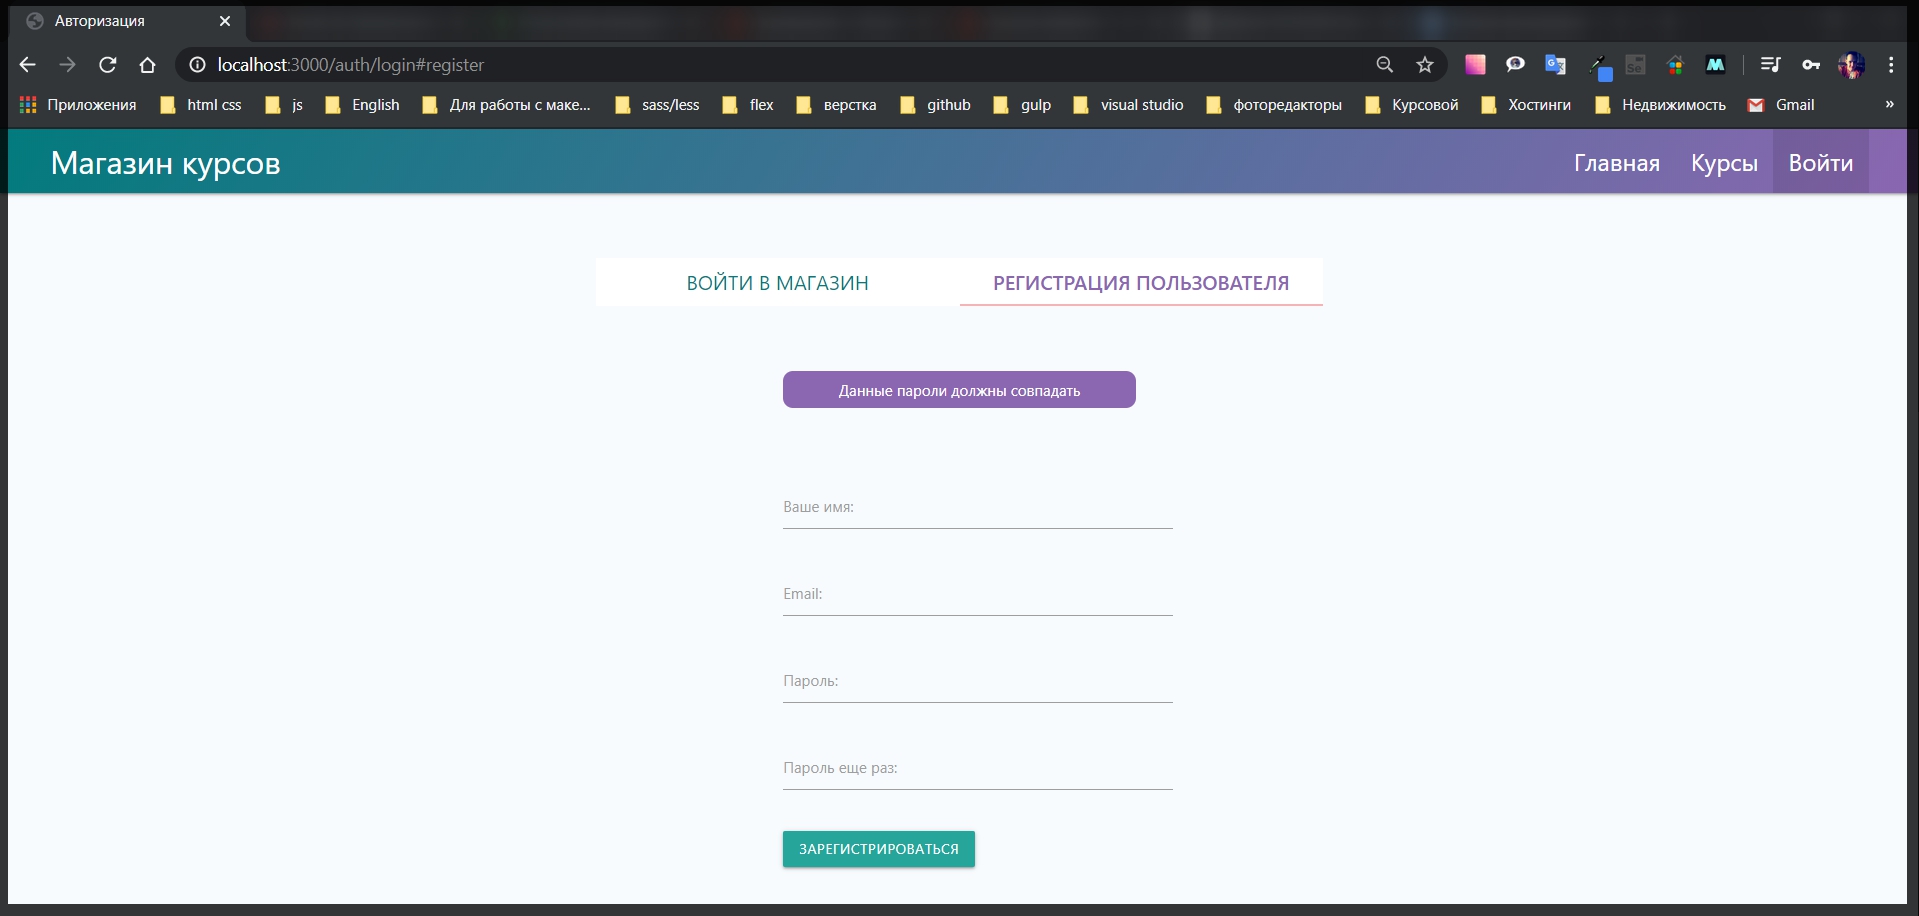 Авторизация
localhost:3000/auth/login#register
Приложения html css js English Для работы с маке... sass/less flex верстка github gulp visual studio фоторедакторы Курсовой Хостинги Недвижимость Gmail »
Магазин курсов Главная Курсы Войти
ВОЙТИ В МАГАЗИН РЕГИСТРАЦИЯ ПОЛЬЗОВАТЕЛЯ
Данные пароли должны совпадать
Ваше имя:
Email:
Пароль:
Пароль еще раз:
ЗАРЕГИСТРИРОВАТЬСЯ